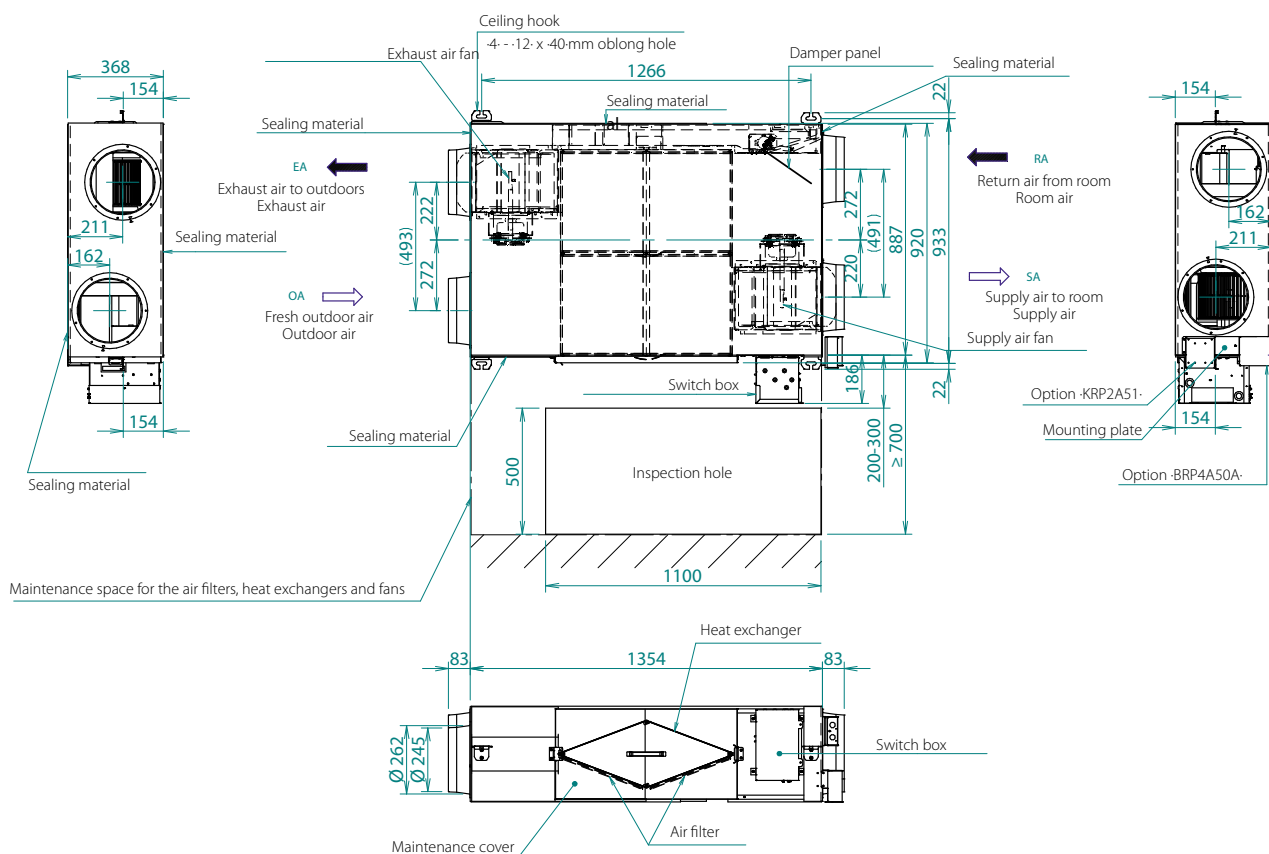 Ceiling hook
·4·-·-12· x ·40·mm oblong hole
Exhaust air fan
Damper panel
Sealing material
368
154
1266
22
154
Sealing material
al
Sealing material
EA
Exhaust air to outdoors
Exhaust air
RA
Return air from room
Room air
211
162
Sealing material
(493)
222
272
272
220
(491)
887
920
933
162
211
OA
Fresh outdoor air
Outdoor air
SA
Supply air to room
Supply air
Supply air fan
Switch box
186
22
Option ·KRP2A51·
154
Mounting plate
154
Sealing material
500
Inspection hole
200-300
≥ 700
Option ·BRP4A50A·
Sealing material
1100
Maintenance space for the air filters, heat exchangers and fans
Heat exchanger
83
1354
83
Ø 262
Ø 245
Switch box
Air filter
Maintenance cover